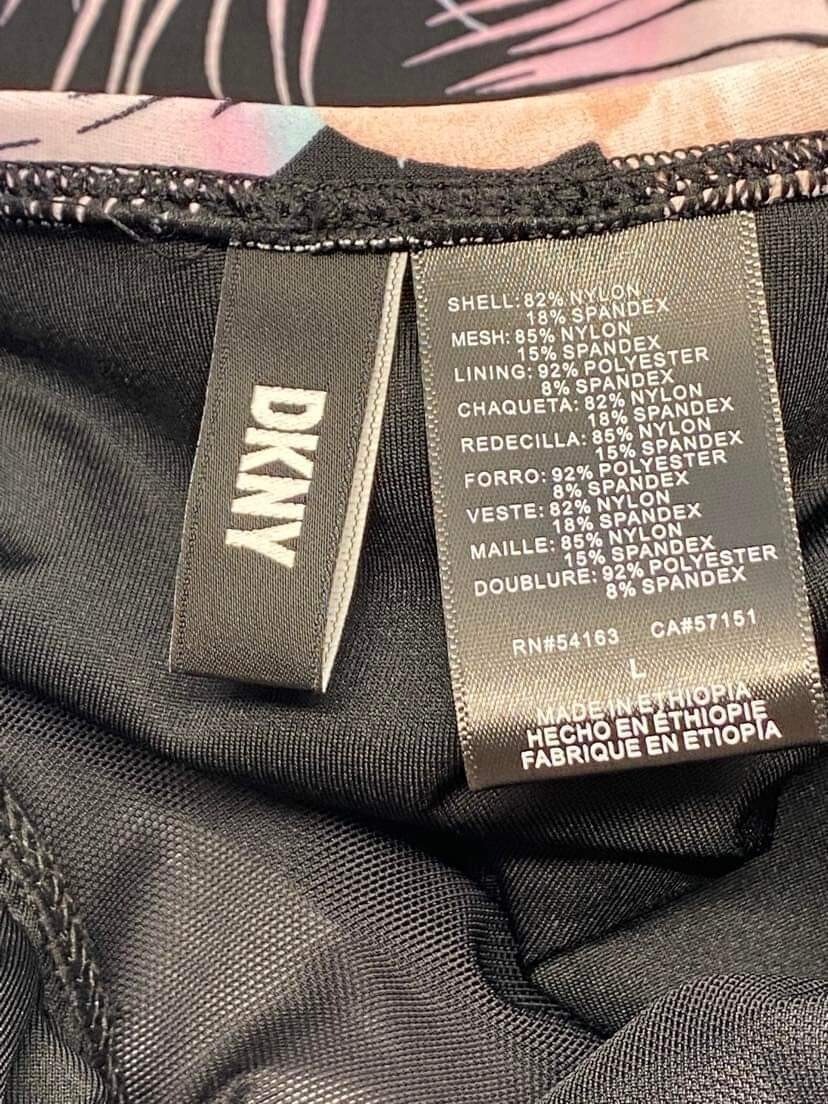 DKNY
SHELL: 82% NYLON
18% SPANDEX
MESH: 85% NYLON
15% SPANDEX
LINING: 92% POLYESTER
8% SPANDEX
CHAQUETA: 82% NYLON
18% SPANDEX
REDECILLA: 85% NYLON
15% SPANDEX
FORRO: 92% POLYESTER
8% SPANDEX
VESTE: 82% NYLON
18% SPANDEX
MAILLE: 85% NYLON
15% SPANDEX
DOUBLURE: 92% POLYESTER
8% SPANDEX
RN#54163 CA#57151
L
MADE IN ETHIOPIA
HECHO EN ÉTHIOPIE
FABRIQUE EN ETIOPÍA